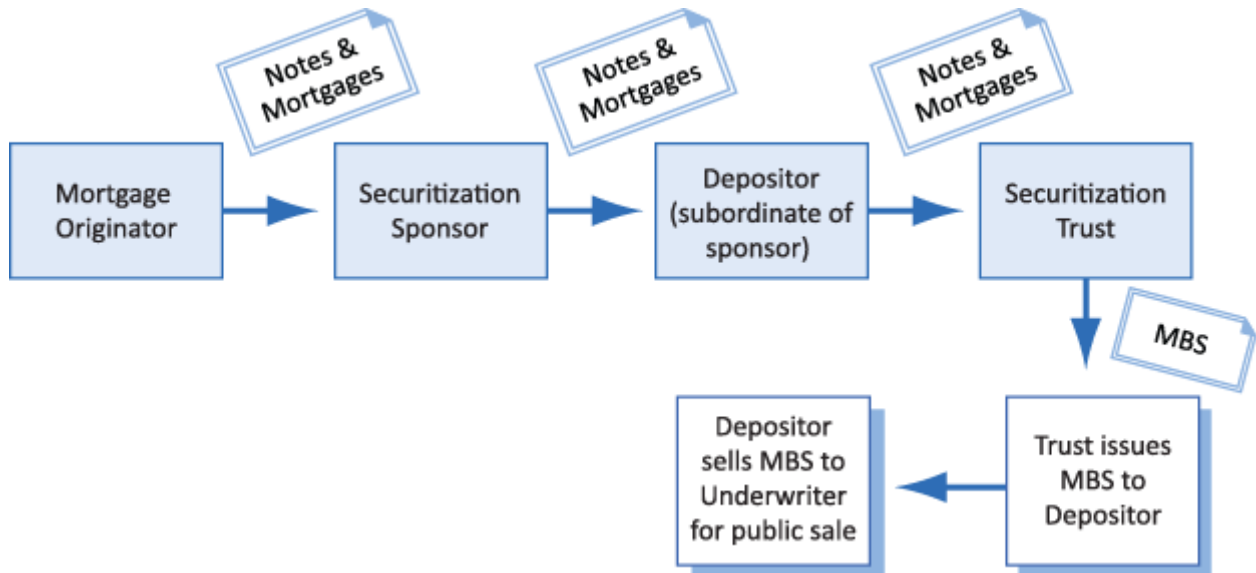 Notes &
Mortgages
Notes &
Mortgages
Notes &
Mortgages
Mortgage
Originator
Securitization
Sponsor
Depositor
(subordinate of
sponsor)
Securitization
Trust
MBS
Depositor
sells MBS to
Underwriter
for public sale
Trust issues
MBS to
Depositor